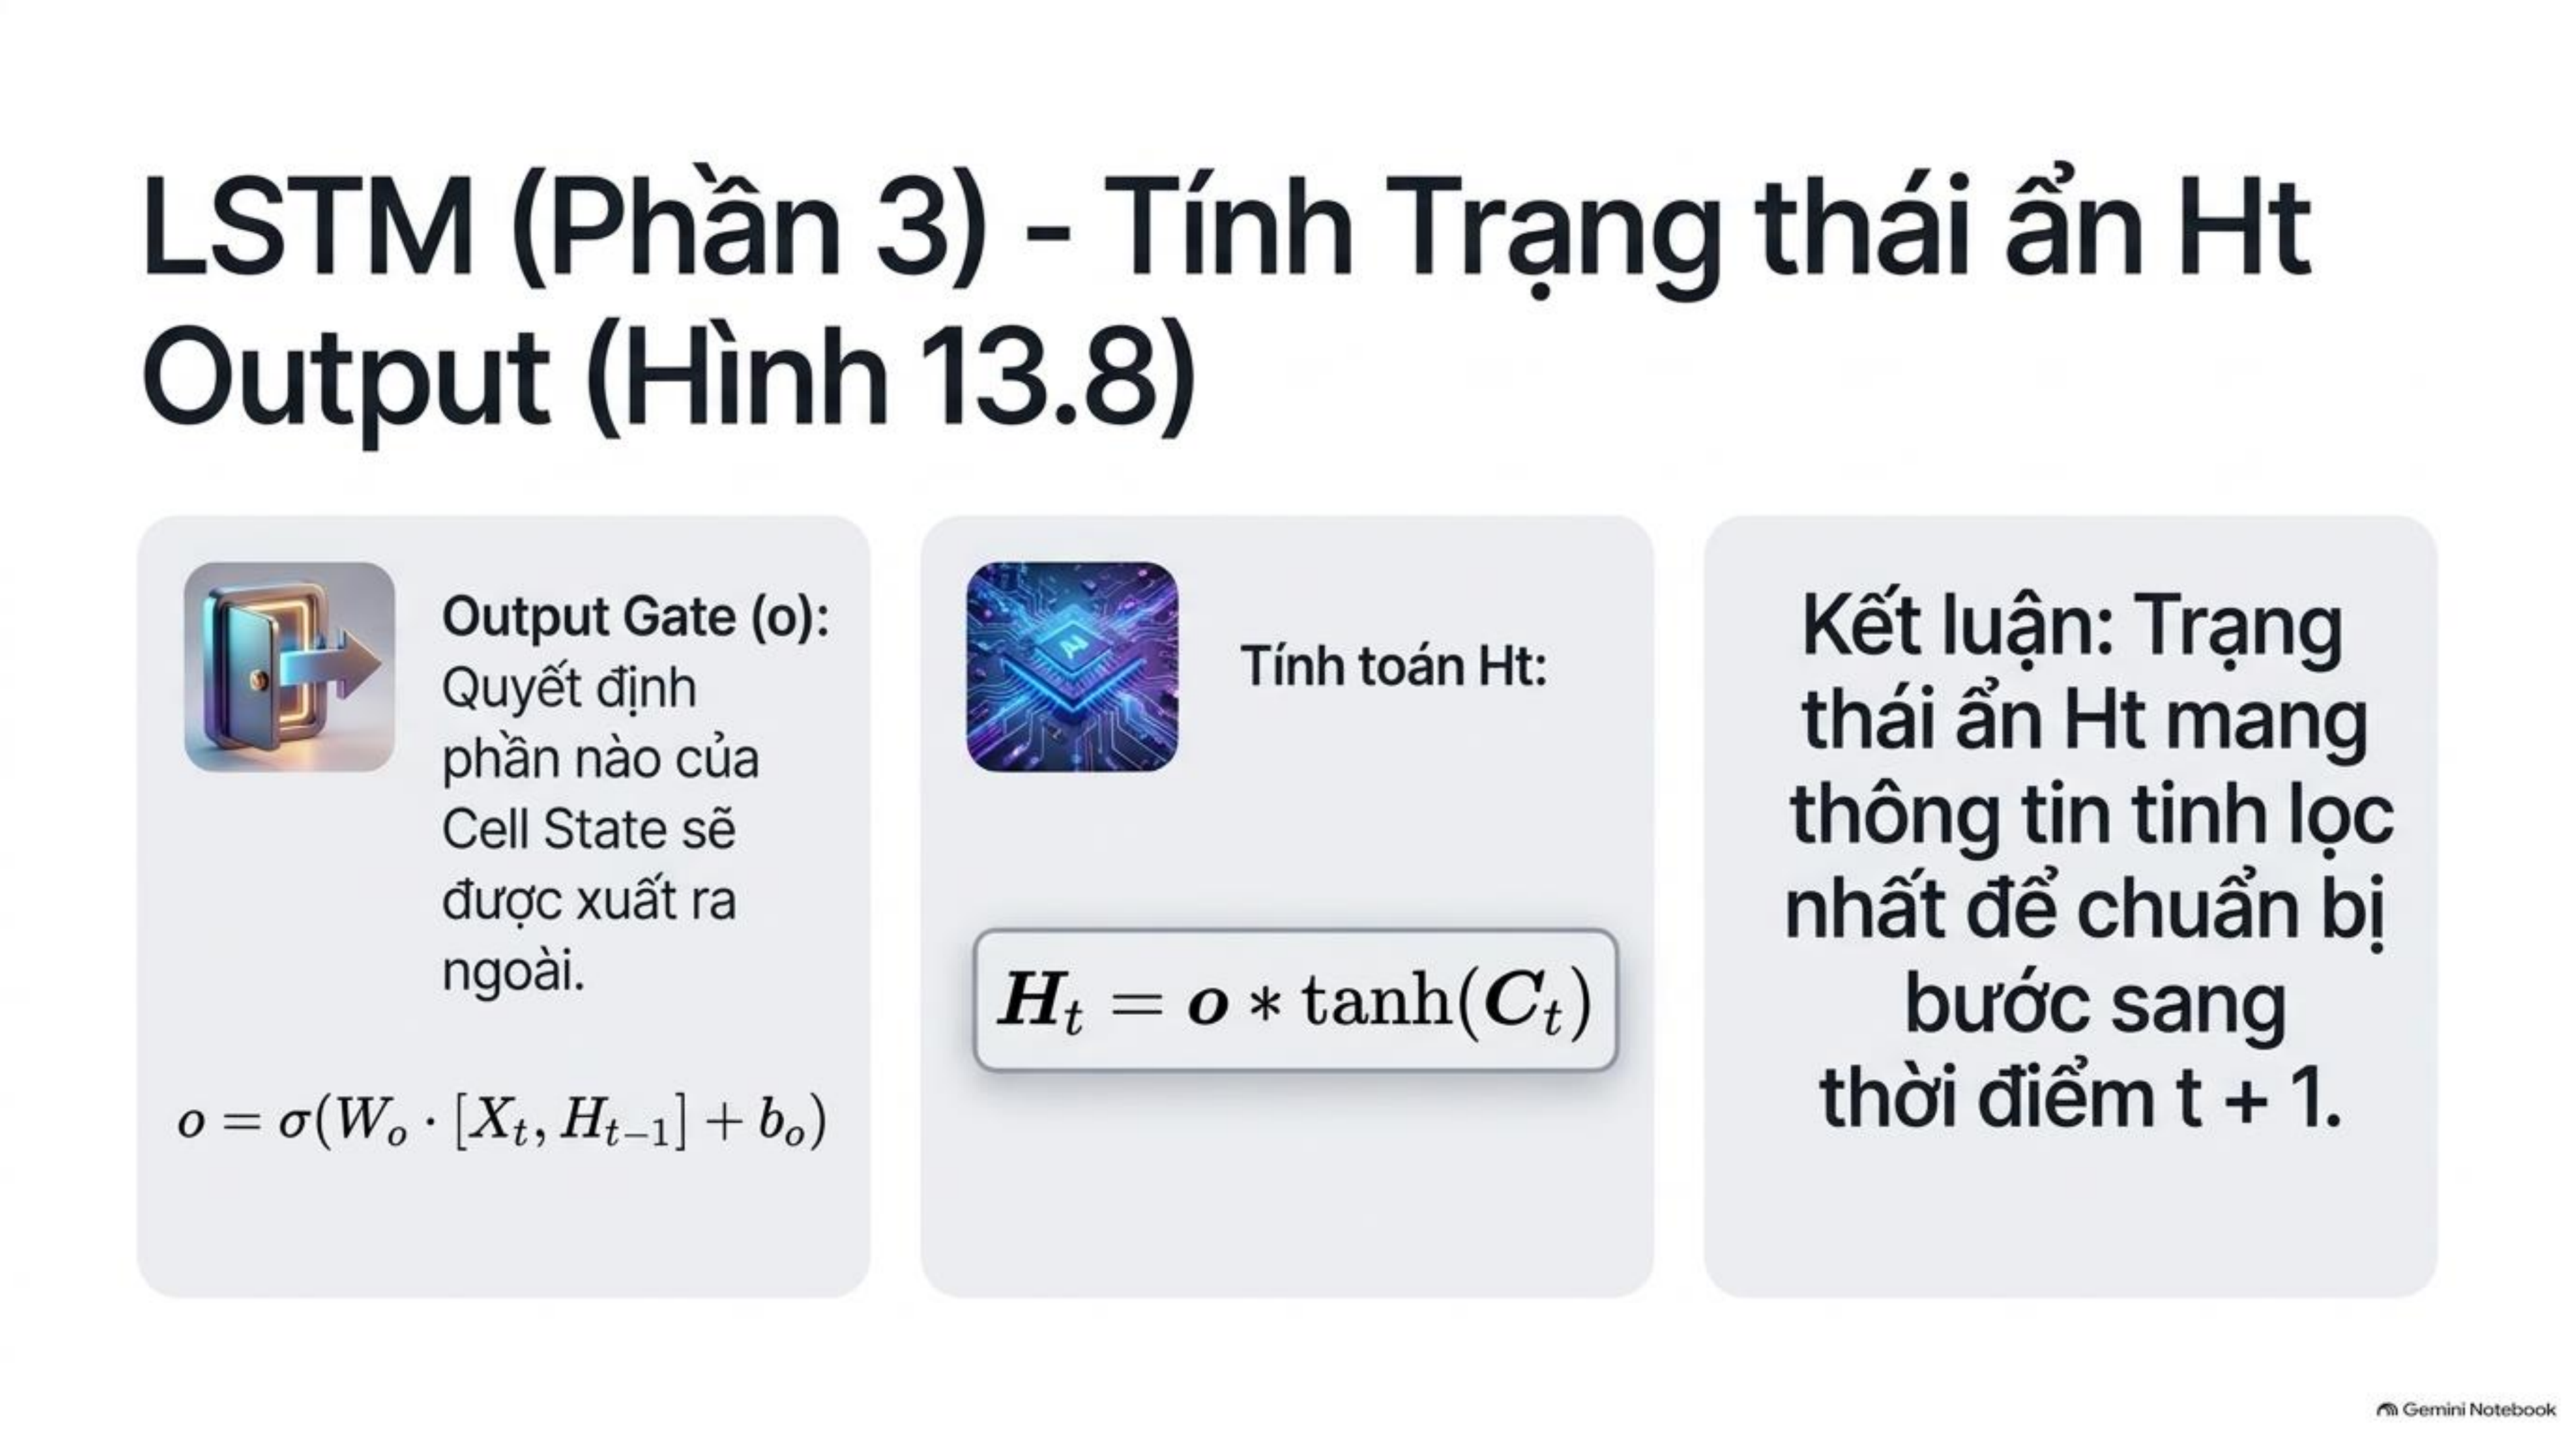 LSTM (Phần 3) - Tính Trạng thái ẩn Ht
Output (Hình 13.8)
Output Gate (o):
Quyết định
phần nào của
Cell State sẽ
được xuất ra
ngoài.
o = σ(W_o · [X_t, H_{t−1}] + b_o)
Tính toán Ht:
H_t = o * tanh(C_t)
Kết luận: Trạng
thái ẩn Ht mang
thông tin tinh lọc
nhất để chuẩn bị
bước sang
thời điểm t + 1.
Gemini Notebook